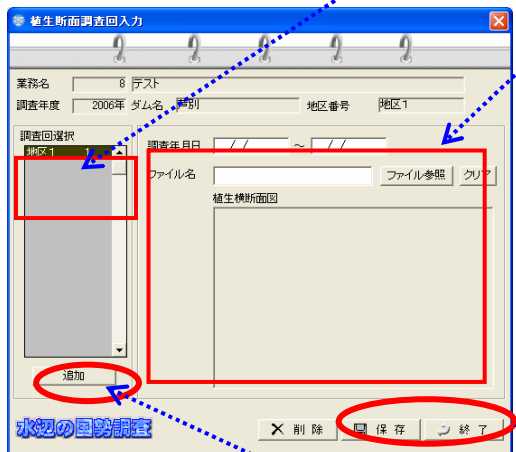 植生断面調査回入力
業務名 8 テスト
調査年度 2006年 ダム名 芦別 地区番号 地区1
調査回選択
地区1 1
調査年月日 / / ～ / /
ファイル名 ファイル参照 クリア
植生横断面図
追加
水辺の国勢調査
削除 保存 終了